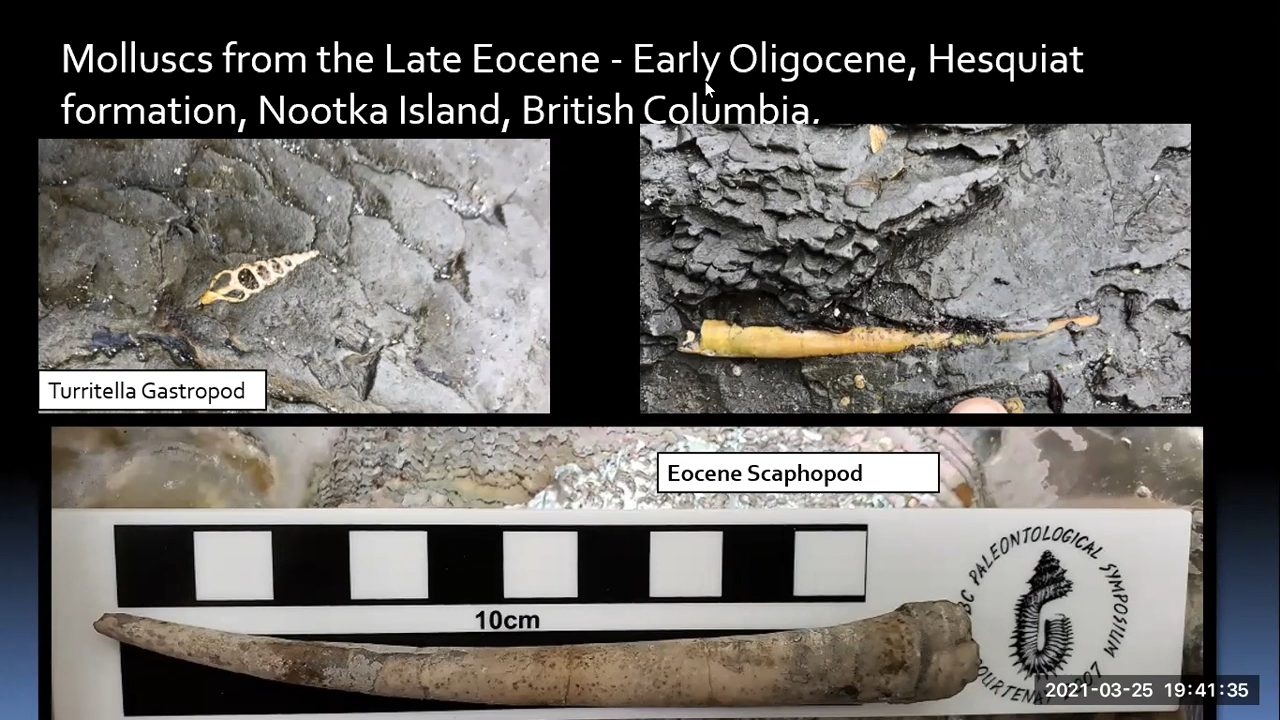 Molluscs from the Late Eocene - Early Oligocene, Hesquiat
formation, Nootka Island, British Columbia.
Turritella Gastropod
Eocene Scaphopod
10cm
BC PALEONTOLOGICAL SYMPOSIUM
2021-03-25 19:41:35